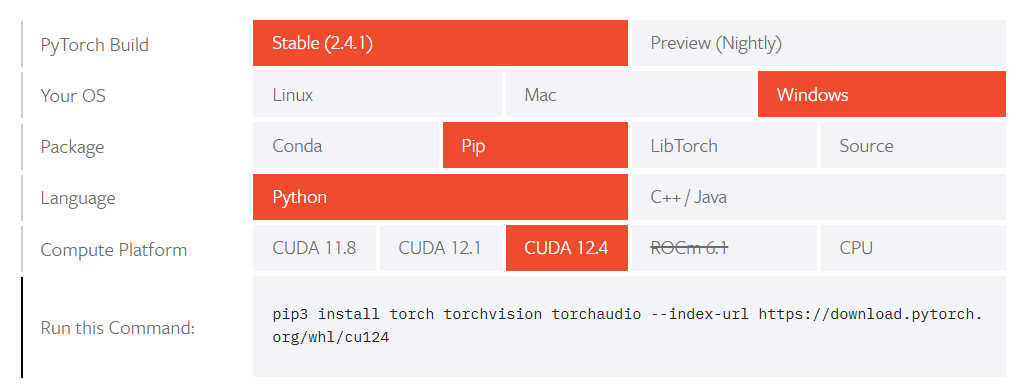 PyTorch Build
Stable (2.4.1)
Preview (Nightly)
Your OS
Linux
Mac
Windows
Package
Conda
Pip
LibTorch
Source
Language
Python
C++ / Java
Compute Platform
CUDA 11.8
CUDA 12.1
CUDA 12.4
ROCm 6.1
CPU
Run this Command:
pip3 install torch torchvision torchaudio --index-url https://download.pytorch.
org/whl/cu124